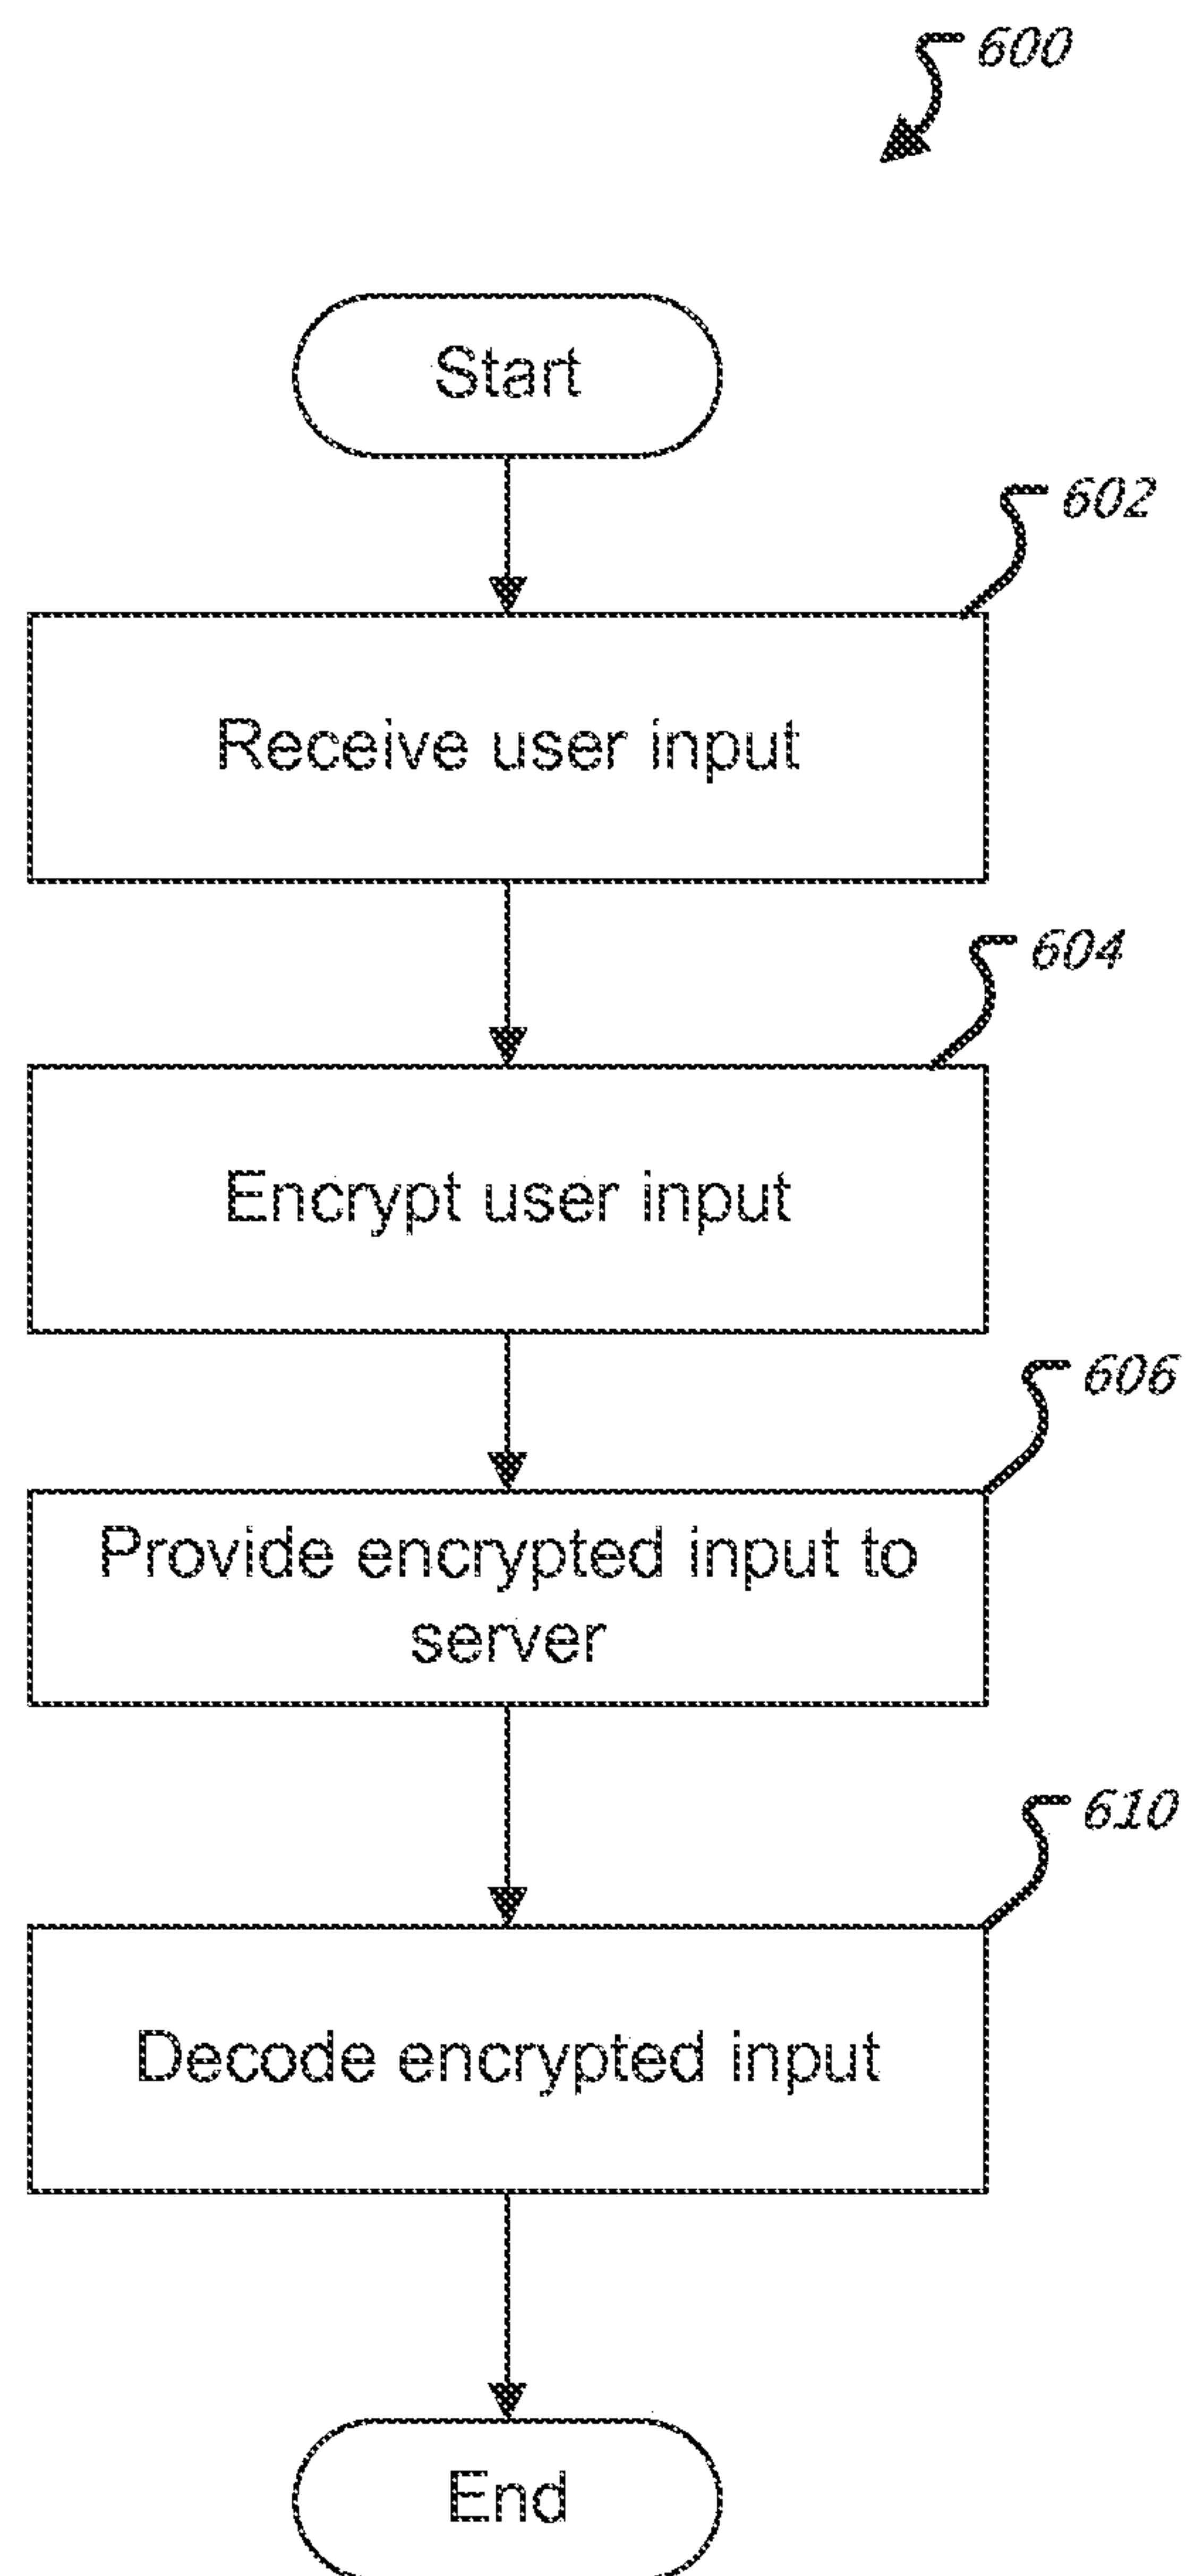 600
Start
602
Receive user input
604
Encrypt user input
606
Provide encrypted input to
server
610
Decode encrypted input
End